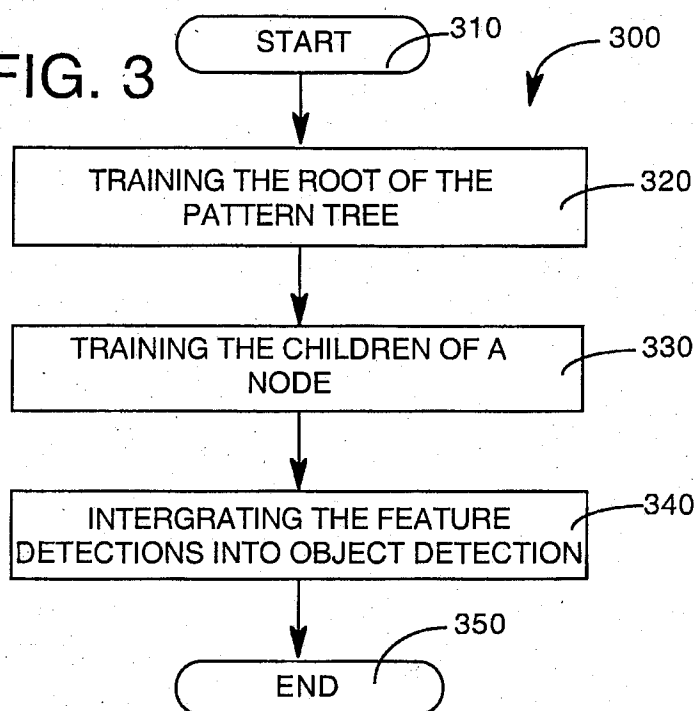 FIG. 3
START
310
300
TRAINING THE ROOT OF THE
PATTERN TREE
320
TRAINING THE CHILDREN OF A
NODE
330
INTERGRATING THE FEATURE
DETECTIONS INTO OBJECT DETECTION
340
350
END